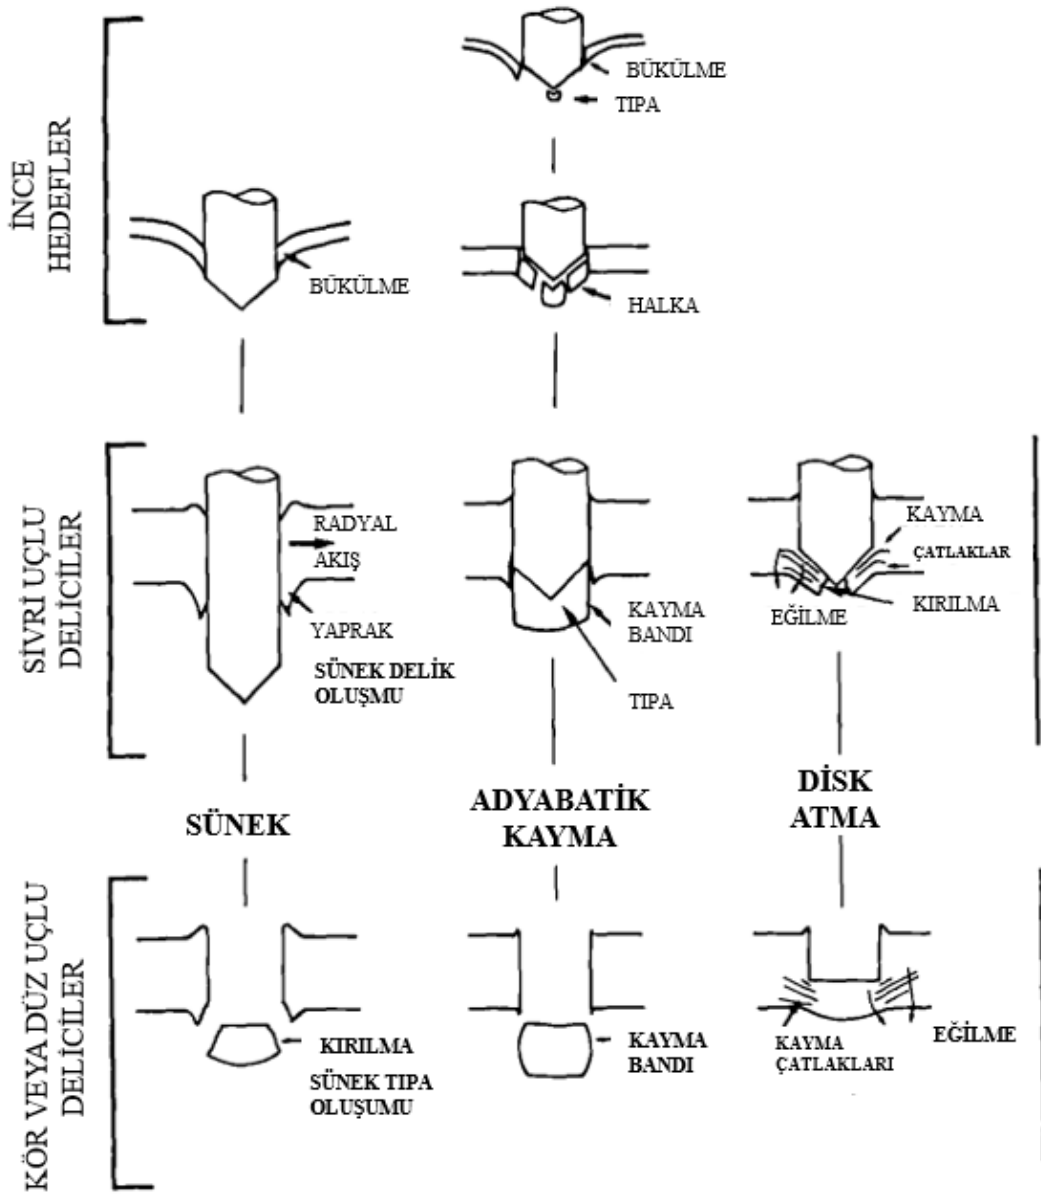 İNCE
HEDEFLER
BÜKÜLME
TIPA
BÜKÜLME
HALKA
SİVRİ UÇLU
DELİCİLER
RADYAL
AKIŞ
YAPRAK
SÜNEK DELİK
OLUŞMU
KAYMA
BANDI
TIPA
KAYMA
ÇATLAKLAR
KIRILMA
EĞİLME
SÜNEK
ADYABATİK
KAYMA
DİSK
ATMA
KÖR VEYA DÜZ UÇLU
DELİCİLER
KIRILMA
SÜNEK TIPA
OLUŞUMU
KAYMA
BANDI
KAYMA
ÇATLAKLARI
EĞİLME